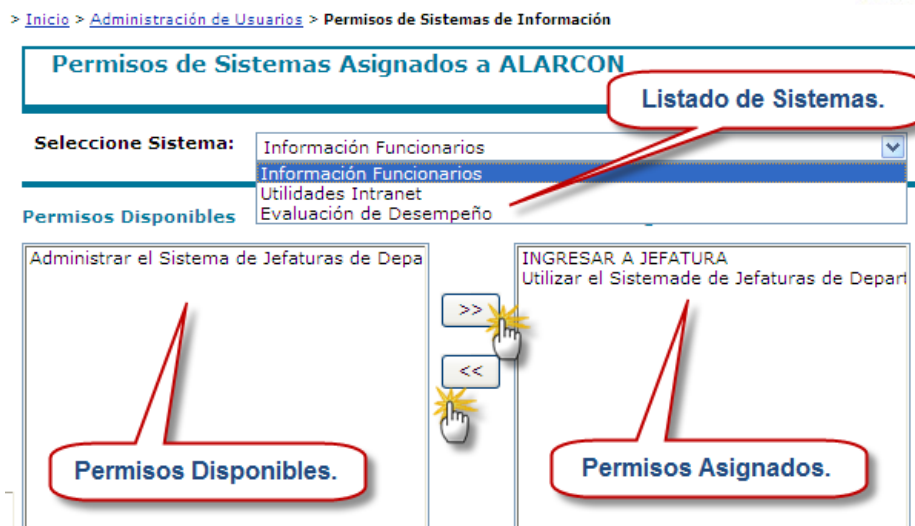 > Inicio > Administración de Usuarios > Permisos de Sistemas de Información
Permisos de Sistemas Asignados a ALARCON
Listado de Sistemas.
Seleccione Sistema:
Información Funcionarios
Información Funcionarios
Utilidades Intranet
Evaluación de Desempeño
Permisos Disponibles
Administrar el Sistema de Jefaturas de Depa
INGRESAR A JEFATURA
Utilizar el Sistemade de Jefaturas de Depart
>>
<<
Permisos Disponibles.
Permisos Asignados.